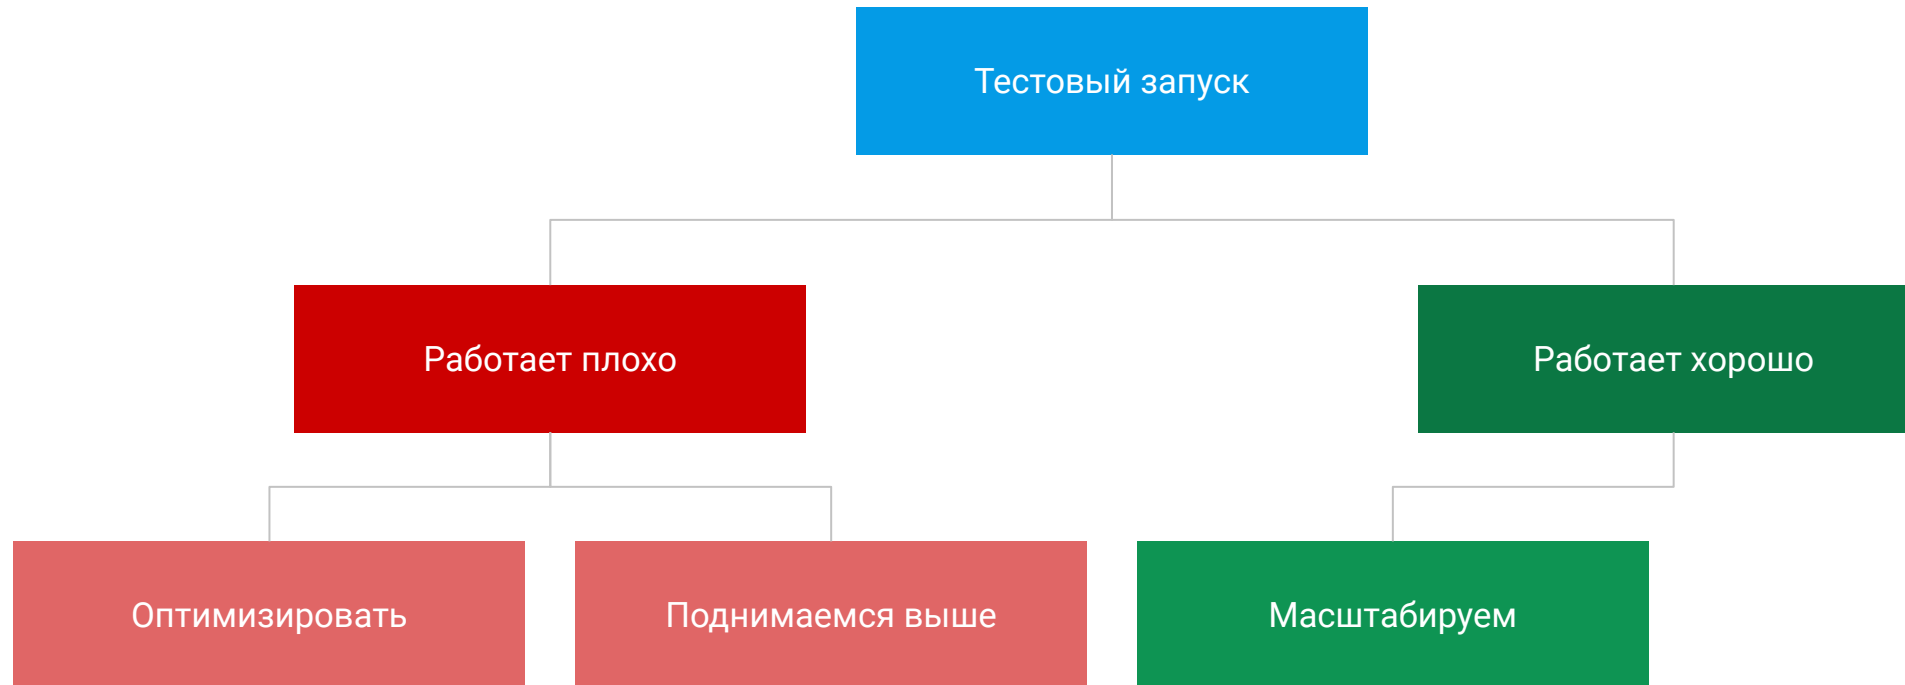 Тестовый запуск
Работает плохо
Работает хорошо
Оптимизировать
Поднимаемся выше
Масштабируем